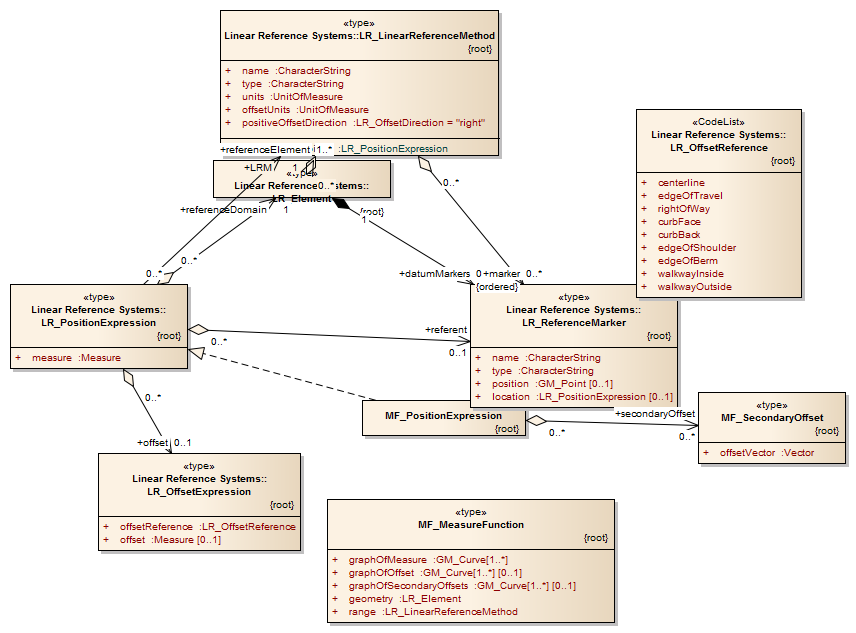 «type»
Linear Reference Systems::LR_LinearReferenceMethod
{root}
+ name :CharacterString
+ type :CharacterString
+ units :UnitOfMeasure
+ offsetUnits :UnitOfMeasure
+ positiveOffsetDirection :LR_OffsetDirection = "right"
:LR_PositionExpression
+referenceElement 1..*
+LRM 1
«type»
0..*
Linear Reference Systems::
LR_Element
{root}
+referenceDomain 1
1
0..*
0..*
0..*
+datumMarkers 0
+marker 0..*
{ordered}
«CodeList»
Linear Reference Systems::
LR_OffsetReference
{root}
+ centerline
+ edgeOfTravel
+ rightOfWay
+ curbFace
+ curbBack
+ edgeOfShoulder
+ edgeOfBerm
+ walkwayInside
+ walkwayOutside
«type»
Linear Reference Systems::
LR_PositionExpression
{root}
+ measure :Measure
0..*
+referent
0..1
«type»
Linear Reference Systems::
LR_ReferenceMarker
{root}
+ name :CharacterString
+ type :CharacterString
+ position :GM_Point [0..1]
+ location :LR_PositionExpression [0..1]
MF_PositionExpression
{root}
0..*
+secondaryOffset
0..*
«type»
MF_SecondaryOffset
{root}
+ offsetVector :Vector
0..*
+offset 0..1
«type»
Linear Reference Systems::
LR_OffsetExpression
{root}
+ offsetReference :LR_OffsetReference
+ offset :Measure [0..1]
«type»
MF_MeasureFunction
{root}
+ graphOfMeasure :GM_Curve[1..*]
+ graphOfOffset :GM_Curve[1..*] [0..1]
+ graphOfSecondaryOffsets :GM_Curve[1..*] [0..1]
+ geometry :LR_Element
+ range :LR_LinearReferenceMethod